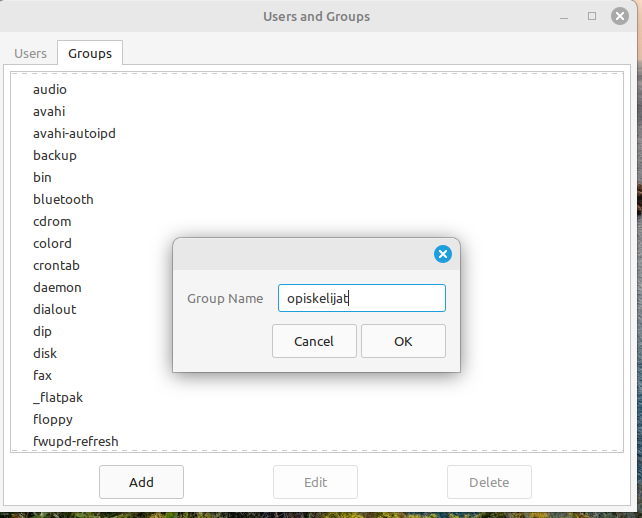 Users and Groups
Users Groups
audio
avahi
avahi-autoipd
backup
bin
bluetooth
cdrom
colord
crontab
daemon
dialout
dip
disk
fax
_flatpak
floppy
fwupd-refresh
Group Name opiskelijat
Cancel OK
Add Edit Delete